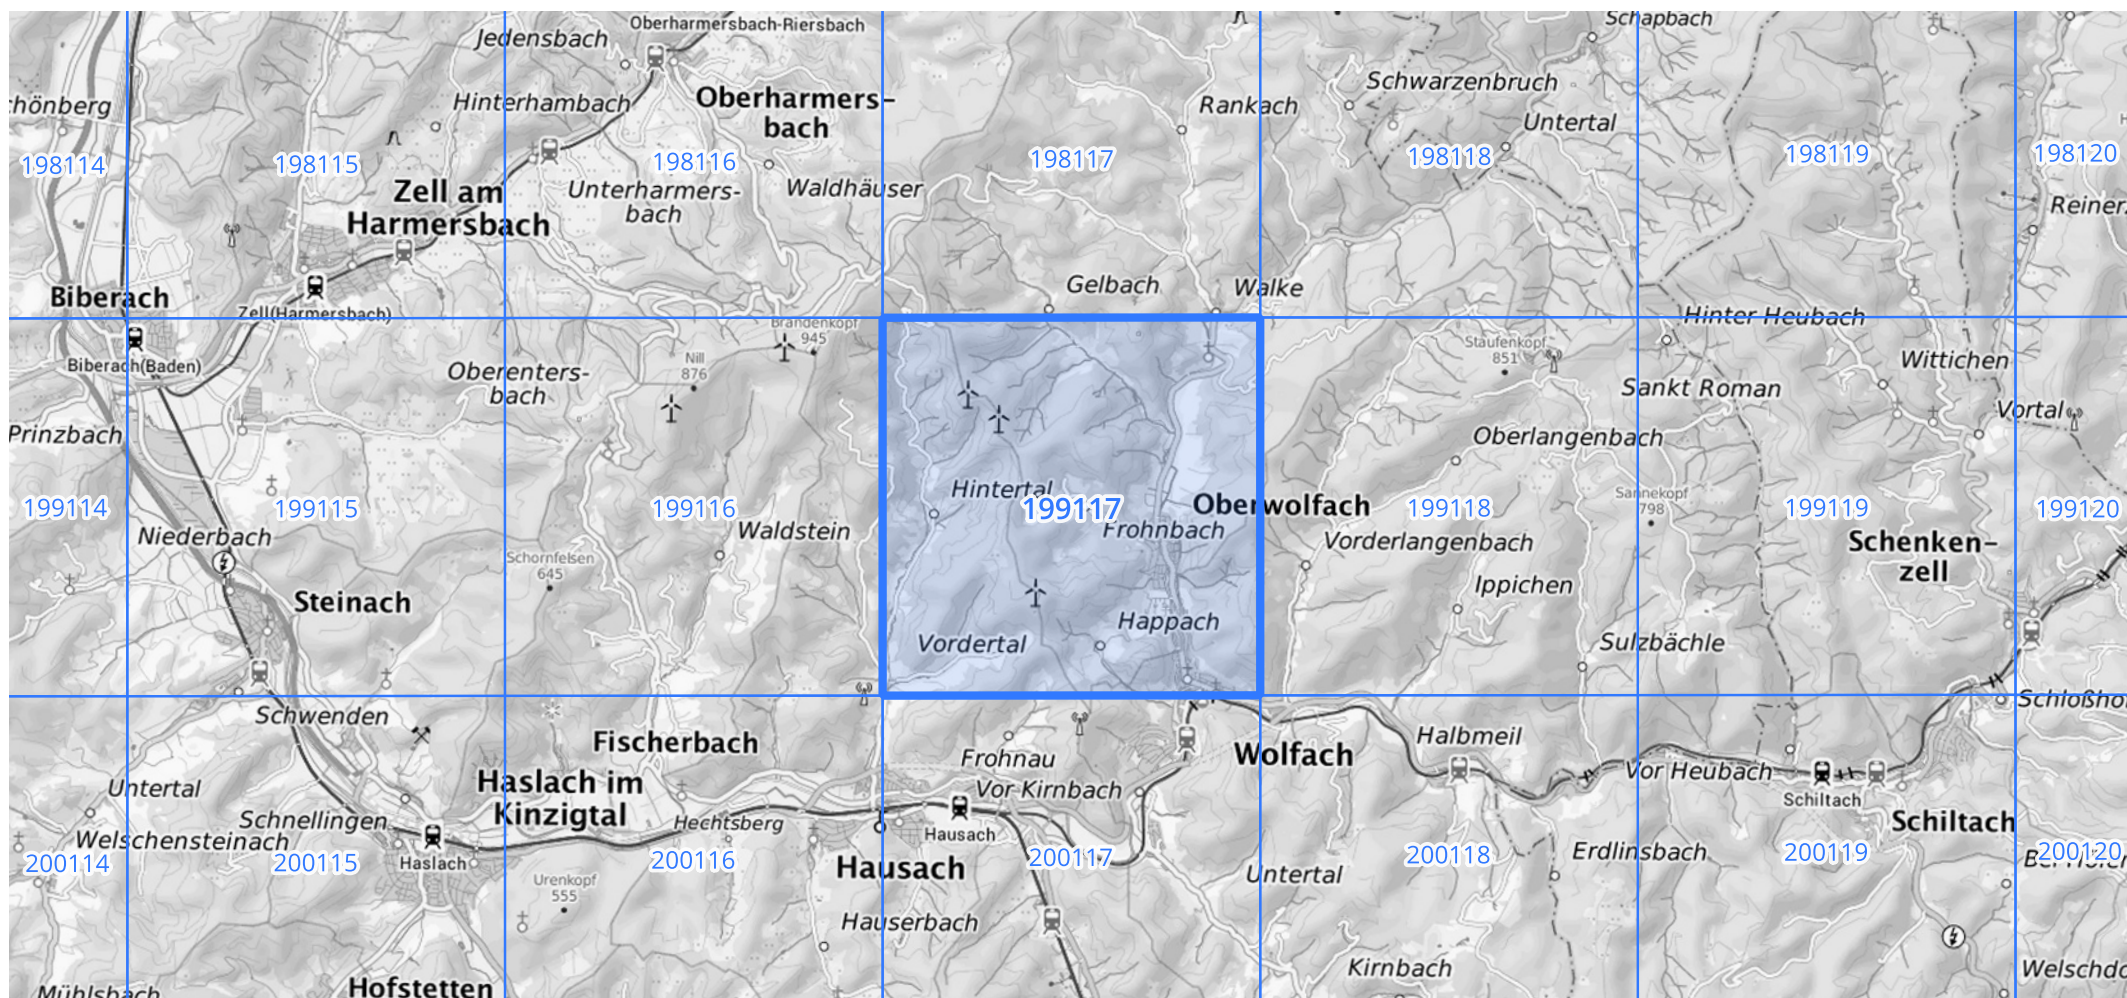 Oberharmersbach-Riersbach
Schapbach
Jedensbach
Schwarzenbruch
Hinterhambach
Oberharmers-
bach
Rankach
Untertal
chönberg
198114
198115
198116
198117
198118
198119
198120
Zell am
Harmersbach
Unterharmers-
bach
Waldhäuser
Reiner
Biberach
Zell(Harmersbach)
Gelbach
Walke
Hinter Heubach
Brandenkopf
945
Biberach(Baden)
Nill
876
Staufenkopf
851
Wittichen
Oberenters-
bach
Sankt Roman
Vortal
Prinzbach
Oberlangenbach
Hintertal
Oberwolfach
Sannekopf
798
199114
199115
199116
199117
199118
199119
199120
Niederbach
Waldstein
Frohnbach
Vorderlangenbach
Schenken-
zell
Schornfelsen
645
Ippichen
Steinach
Happach
Vordertal
Sulzbächle
Schloßho
Schwenden
Fischerbach
Frohnau
Wolfach
Halbmeil
Untertal
Haslach im
Kinzigtal
Vor Kirnbach
Vor Heubach
Schiltach
Schnellingen
Hechtsberg
Hausach
Schiltach
Welschensteinach
Haslach
Hausach
Erdlinsbach
200114
200115
200116
200117
200118
200119
200120
Urenkopf
555
Untertal
Hauserbach
Kirnbach
Welschdo
Mühlsbach
Hofstetten